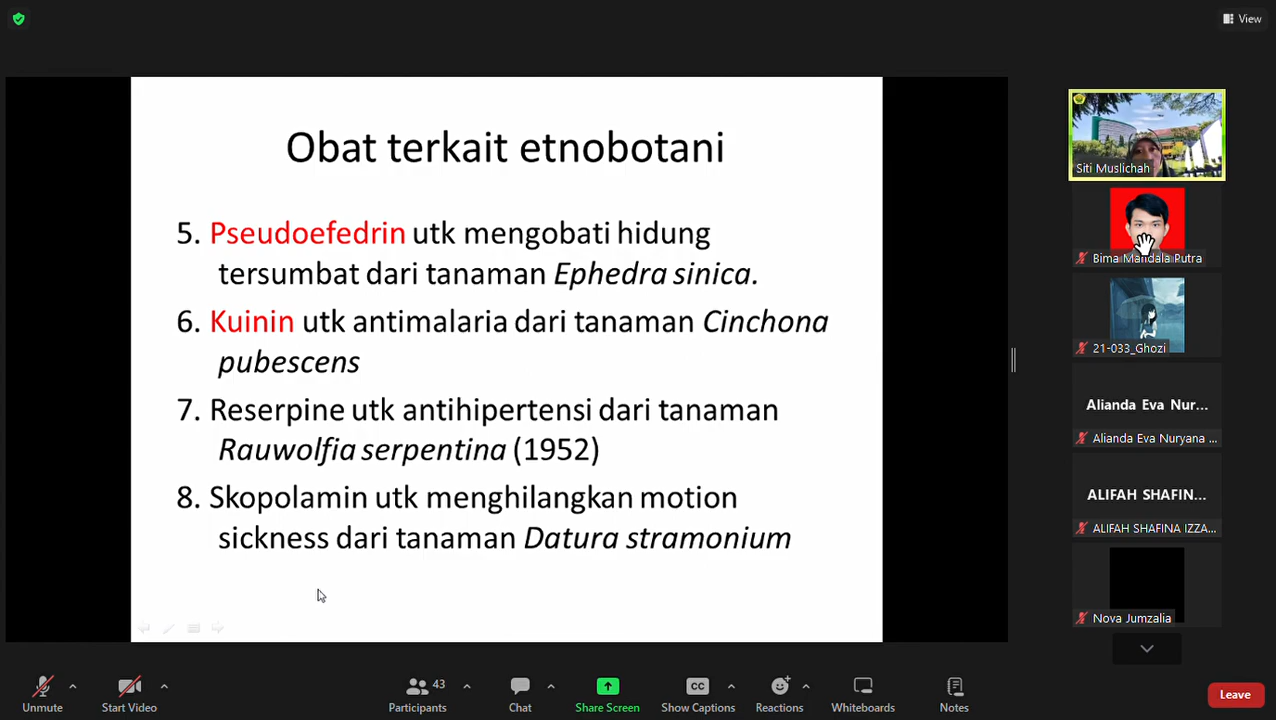 View
Obat terkait etnobotani
5. Pseudoefedrin utk mengobati hidung
tersumbat dari tanaman Ephedra sinica.
6. Kuinin utk antimalaria dari tanaman Cinchona
pubescens
7. Reserpine utk antihipertensi dari tanaman
Rauwolfia serpentina (1952)
8. Skopolamin utk menghilangkan motion
sickness dari tanaman Datura stramonium
Siti Muslichah
Bima Mandala Putra
21-033_Ghozi
Alianda Eva Nur...
Alianda Eva Nuryana ...
ALIFAH SHAFIN...
ALIFAH SHAFINA IZZA...
Nova Jumzalia
Unmute
Start Video
Participants 43
Chat
Share Screen
CC Show Captions
Reactions
Whiteboards
Notes
Leave